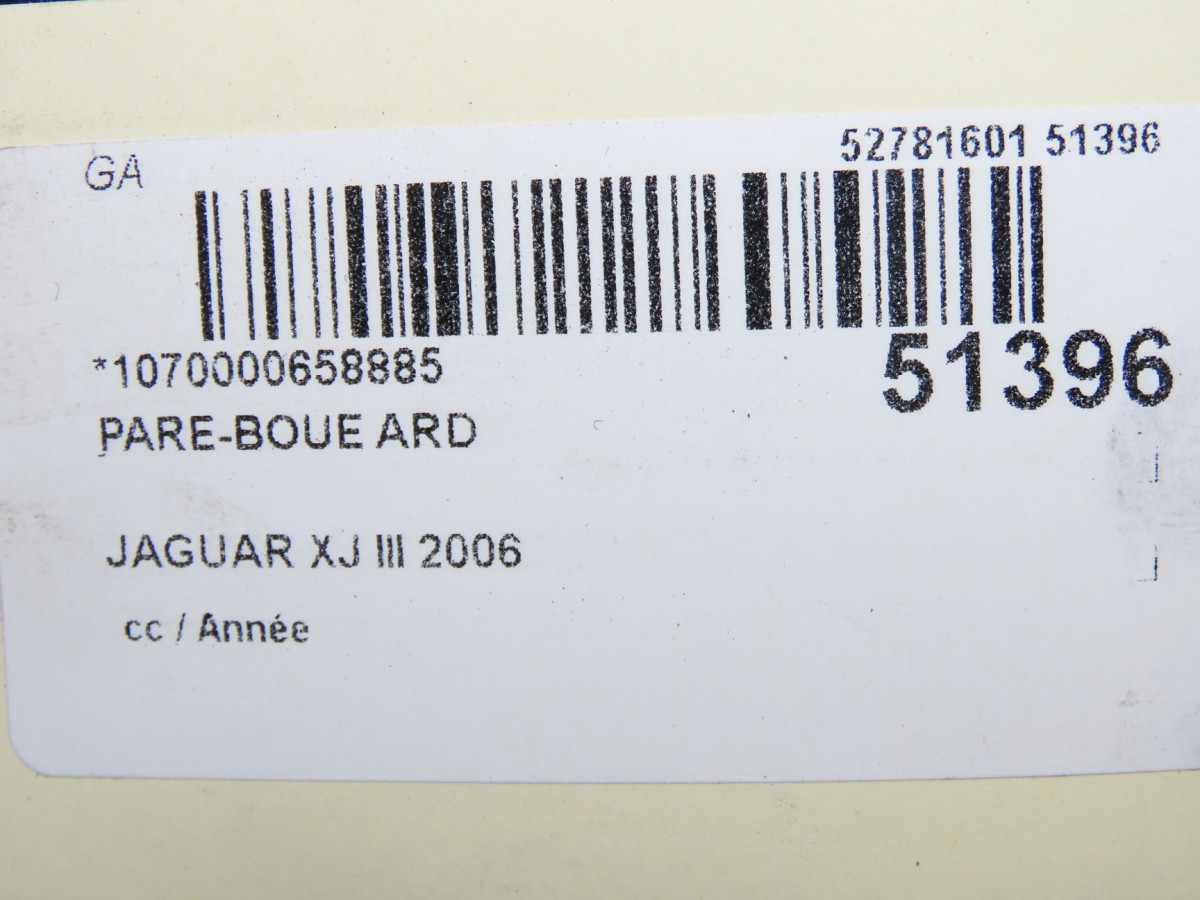 GA
52781601 51396
*1070000658885
51396
PARE-BOUE ARD
JAGUAR XJ III 2006
cc / Année